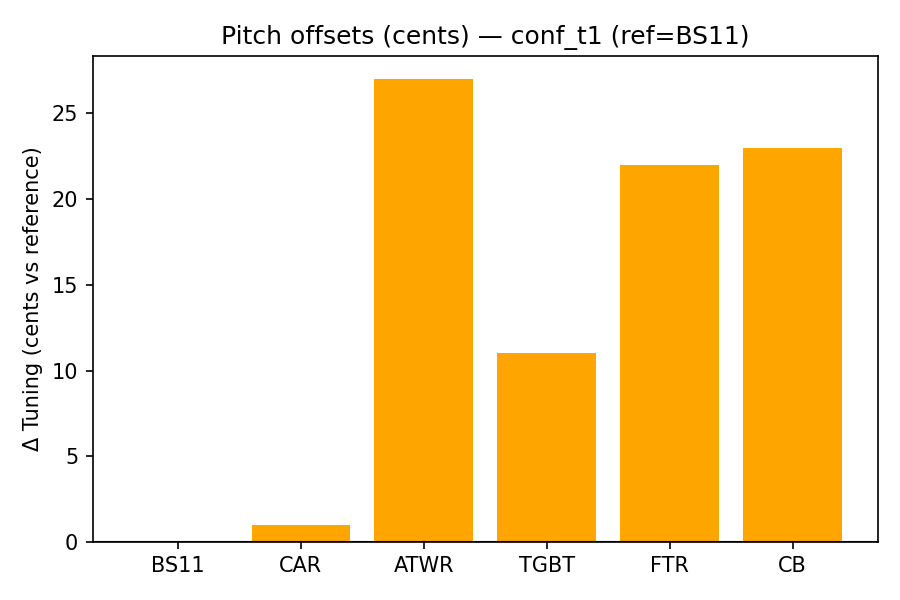 Pitch offsets (cents) — conf_t1 (ref=BS11)
Δ Tuning (cents vs reference)
25
20
15
10
5
0
BS11 CAR ATWR TGBT FTR CB